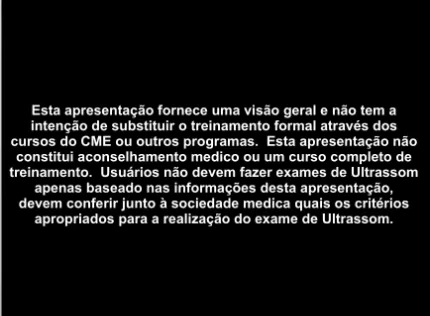 Esta apresentação fornece uma visão geral e não tem a
intenção de substituir o treinamento formal através dos
cursos do CME ou outros programas.  Esta apresentação não
constitui aconselhamento medico ou um curso completo de
treinamento.  Usuários não devem fazer exames de Ultrassom
apenas baseado nas informações desta apresentação,
devem conferir junto à sociedade medica quais os critérios
apropriados para a realização do exame de Ultrassom.